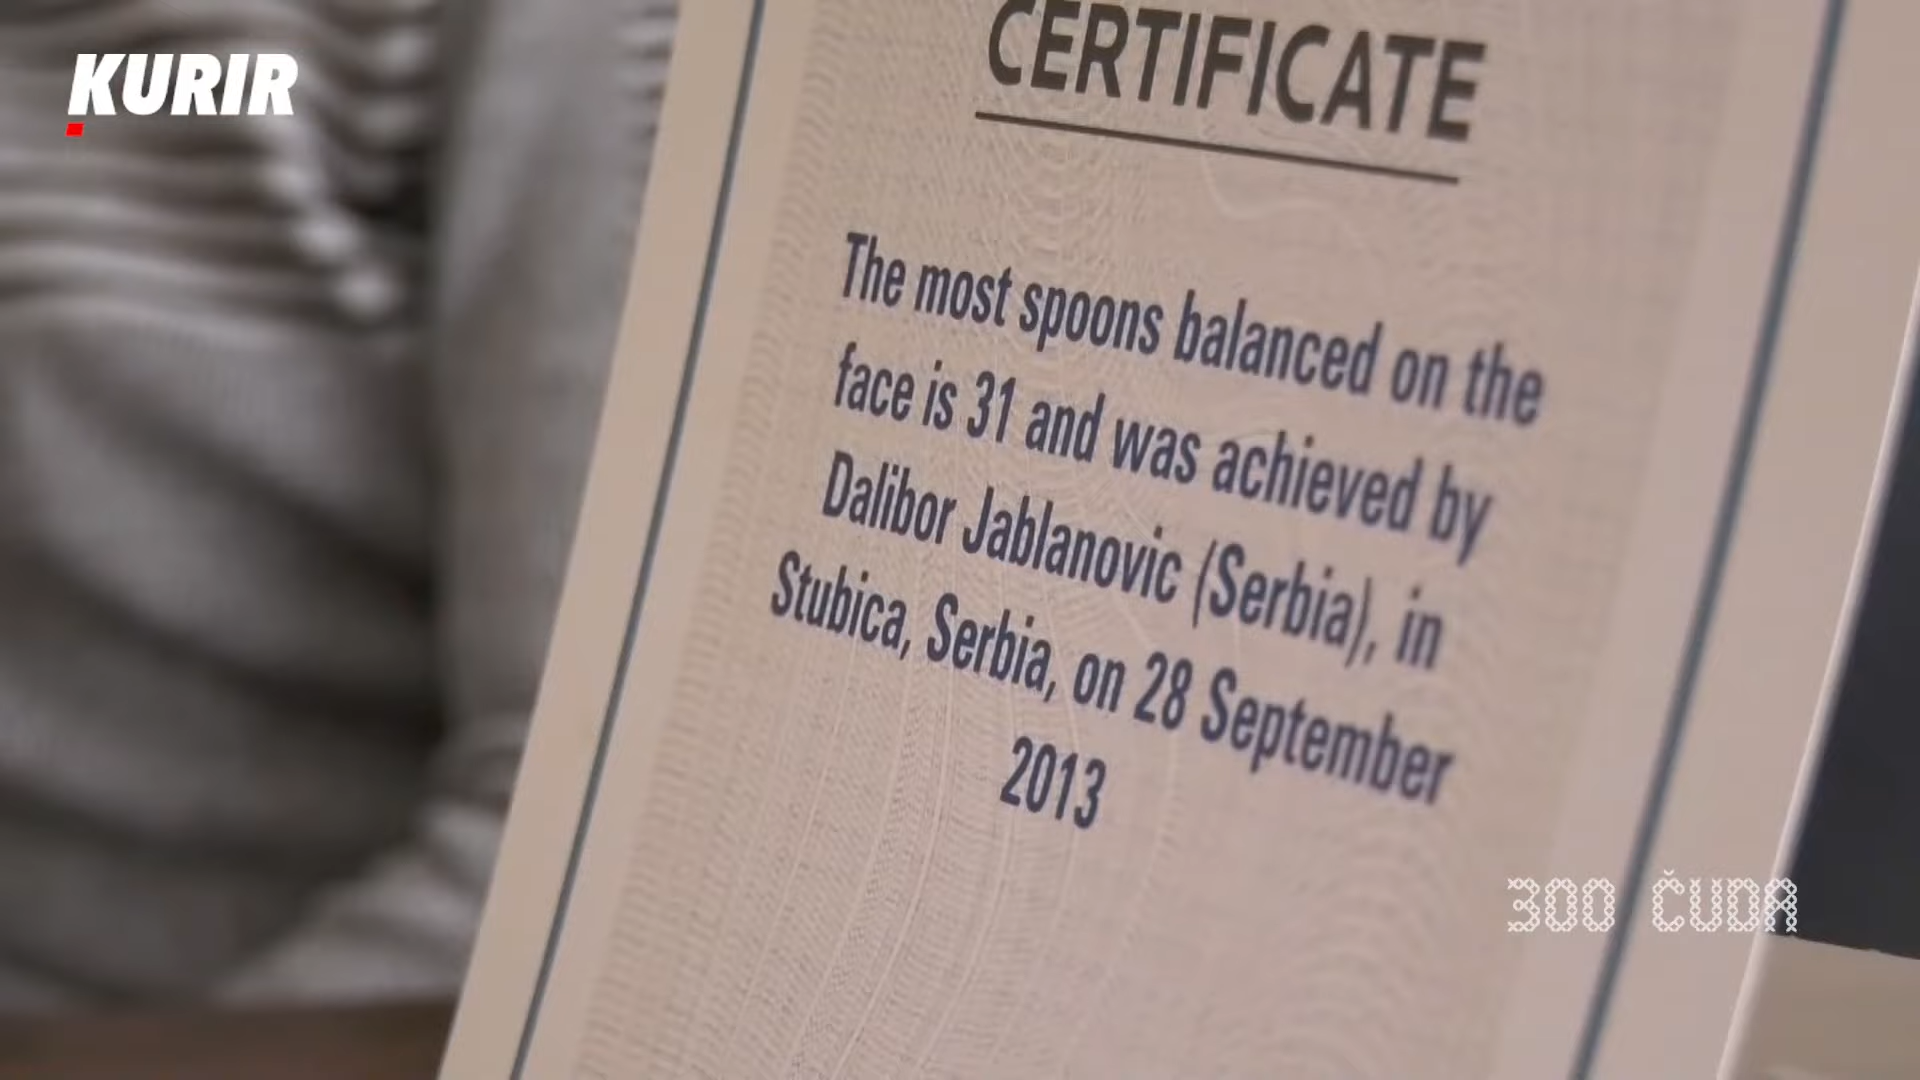 KURIR
CERTIFICATE
The most spoons balanced on the
face is 31 and was achieved by
Dalibor Jablanovic (Serbia), in
Stubica, Serbia, on 28 September
2013
300 ČUDA